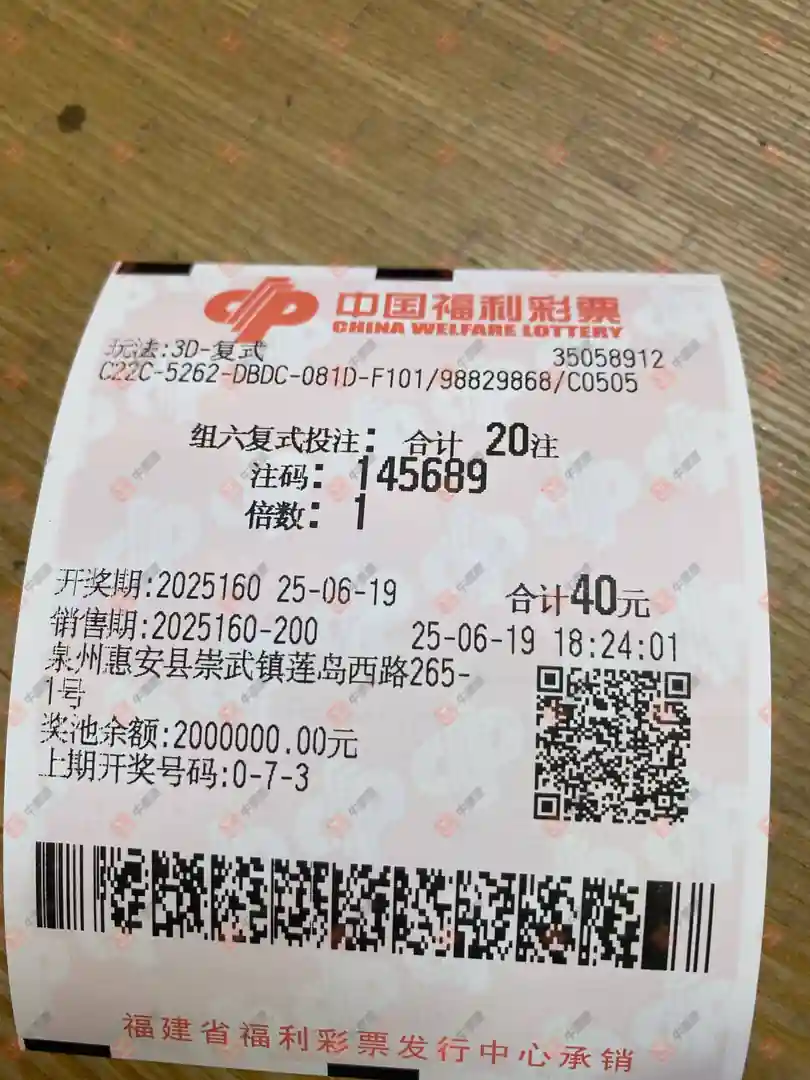 中国福利彩票
CHINA WELFARE LOTTERY
玩法:3D-复式 35058912
C22C-5262-DBDC-081D-F101/98829868/C0505
组六复式投注: 合计 20注
注码: 145689
倍数: 1
开奖期:2025160 25-06-19 合计40元
销售期:2025160-200 25-06-19 18:24:01
泉州惠安县崇武镇莲岛西路265-
1号
奖池余额:2000000.00元
上期开奖号码:0-7-3
福建省福利彩票发行中心承销